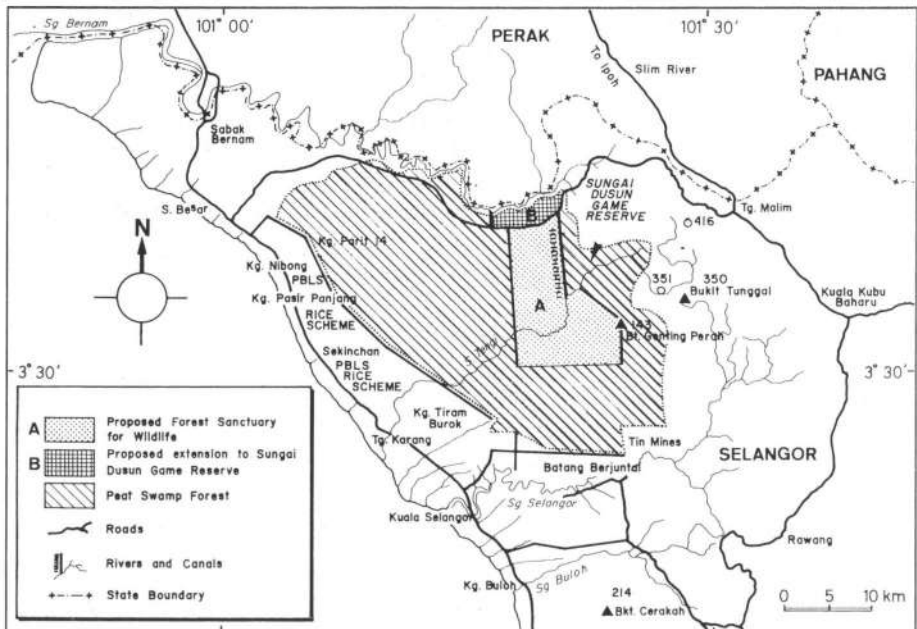 101° 00'
101° 30'
Sg Bernam
PERAK
To Ipoh
Slim River
PAHANG
Sabak
Bernam
SUNGAI
DUSUN
GAME
RESERVE
B
Tg. Malim
S. Besar
416
N
Kg. Parit 14
Kg. Nibong
PBLS
351
350
Bukit Tunggal
Kuala Kubu
Baharu
Kg. Pasir Panjang
RICE
SCHEME
A
143
Bt. Genting Perah
Sekinchan
PBLS
RICE
SCHEME
S. Tengi
3° 30'
3° 30'
Kg. Tiram
Burok
Tg. Karang
Tin Mines
SELANGOR
Batang Berjuntai
Sg Selangor
Kuala Selangor
Rawang
Kg. Buloh
Sg Buloh
214
Bkt. Cerakah
0 5 10 km
A Proposed Forest Sanctuary
for Wildlife
B Proposed extension to Sungai
Dusun Game Reserve
Peat Swamp Forest
Roads
Rivers and Canals
State Boundary